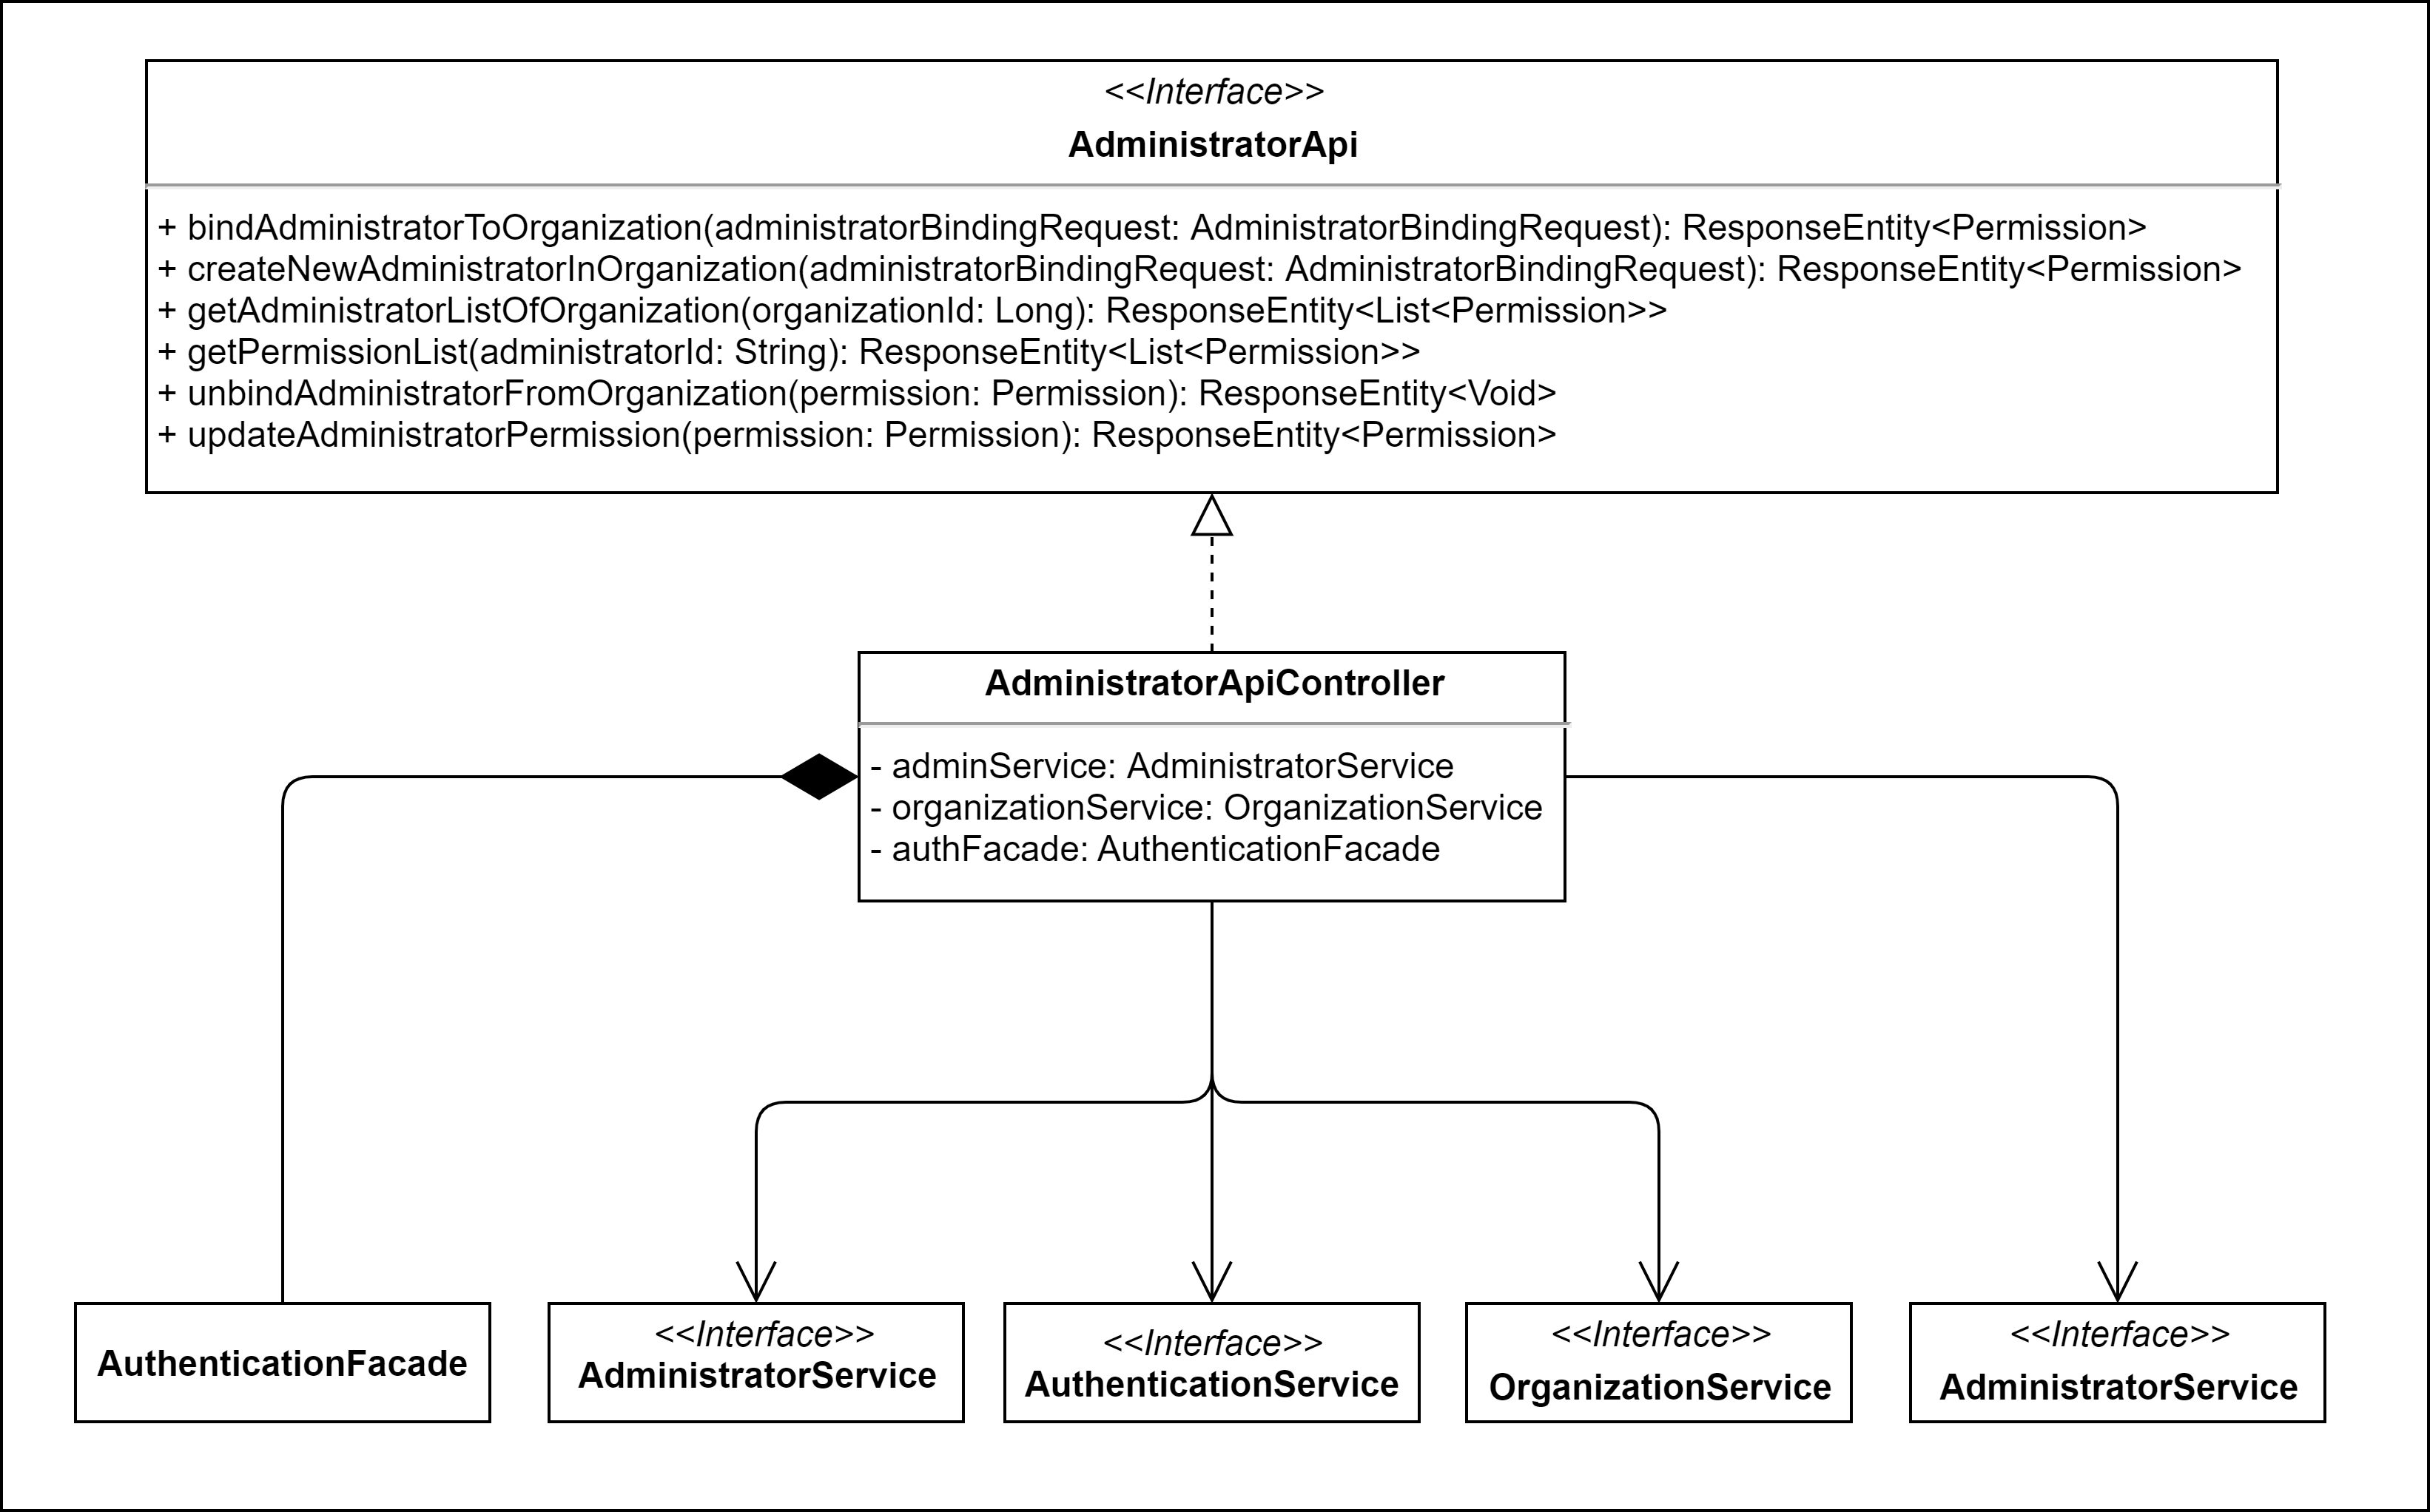 <<Interface>>
AdministratorApi
+ bindAdministratorToOrganization(administratorBindingRequest: AdministratorBindingRequest): ResponseEntity<Permission>
+ createNewAdministratorInOrganization(administratorBindingRequest: AdministratorBindingRequest): ResponseEntity<Permission>
+ getAdministratorListOfOrganization(organizationId: Long): ResponseEntity<List<Permission>>
+ getPermissionList(administratorId: String): ResponseEntity<List<Permission>>
+ unbindAdministratorFromOrganization(permission: Permission): ResponseEntity<Void>
+ updateAdministratorPermission(permission: Permission): ResponseEntity<Permission>
AdministratorApiController
- adminService: AdministratorService
- organizationService: OrganizationService
- authFacade: AuthenticationFacade
AuthenticationFacade
<<Interface>>
AdministratorService
<<Interface>>
AuthenticationService
<<Interface>>
OrganizationService
<<Interface>>
AdministratorService